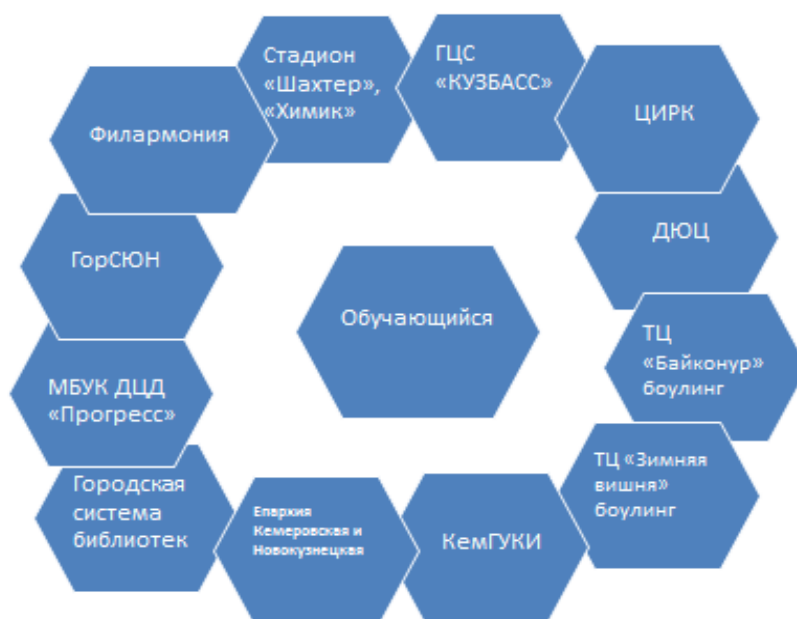 Стадион
«Шахтер»,
«Химик»
ГЦС
«КУЗБАСС»
ЦИРК
Филармония
ДЮЦ
ГорСЮН
Обучающийся
ТЦ
«Байконур»
боулинг
МБУК ДЦД
«Прогресс»
ТЦ «Зимняя
вишня»
боулинг
Городская
система
библиотек
Епархия
Кемеровская и
Новокузнецкая
КемГУКИ